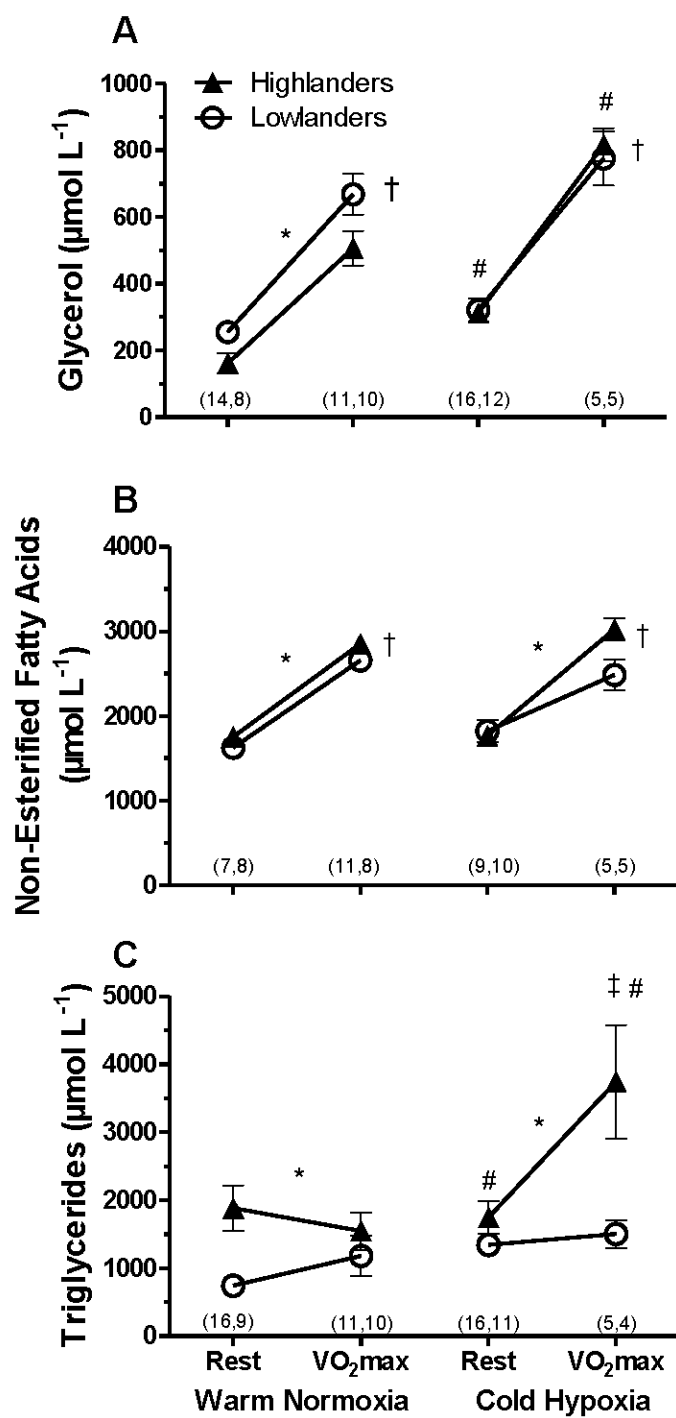 A
Glycerol (µmol L⁻¹)
1000
800
600
400
200
0
Highlanders
Lowlanders
*
†
#
#
†
(14,8)
(11,10)
(16,12)
(5,5)
B
Non-Esterified Fatty Acids
(µmol L⁻¹)
4000
3000
2000
1000
0
*
†
*
†
(7,8)
(11,8)
(9,10)
(5,5)
C
Triglycerides (µmol L⁻¹)
5000
4000
3000
2000
1000
0
*
#
*
‡ #
(16,9)
(11,10)
(16,11)
(5,4)
Rest
VO₂max
Rest
VO₂max
Warm Normoxia
Cold Hypoxia